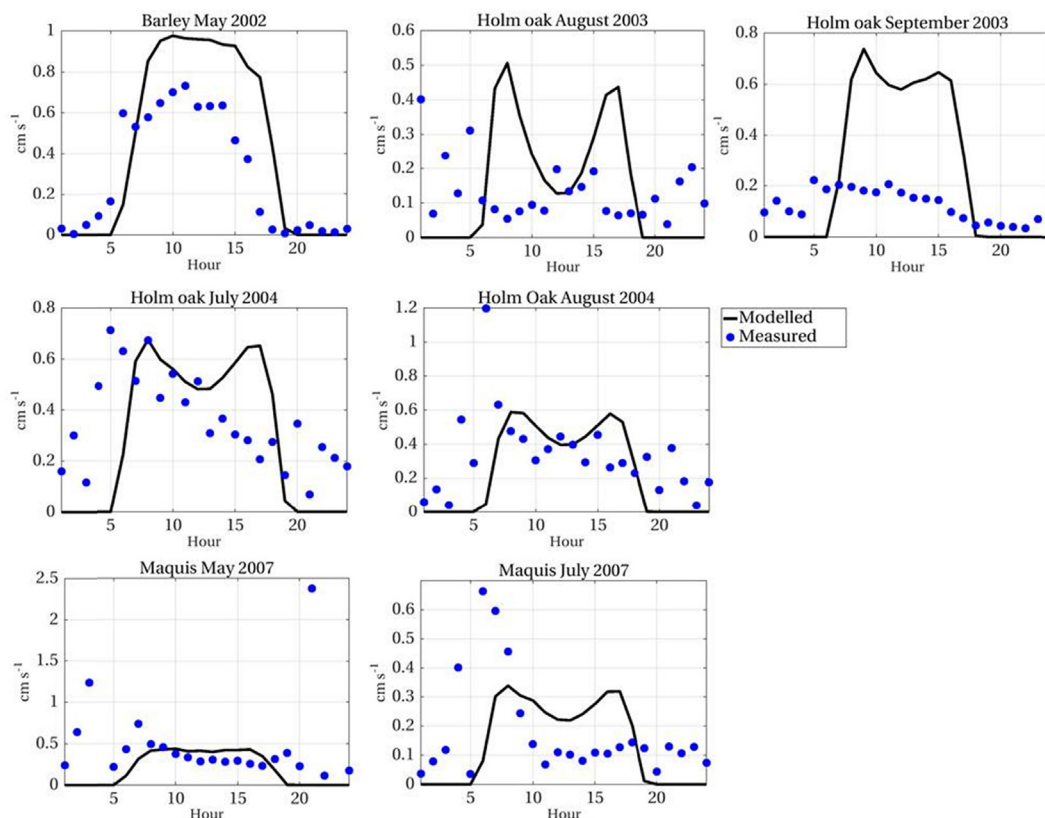 Barley May 2002
1
0.8
0.6
0.4
0.2
0
cm s⁻¹
5 10 15 20
Hour
Holm oak August 2003
0.6
0.5
0.4
0.3
0.2
0.1
0
cm s⁻¹
5 10 15 20
Hour
Holm oak September 2003
0.8
0.6
0.4
0.2
0
cm s⁻¹
5 10 15 20
Hour
Holm oak July 2004
0.8
0.6
0.4
0.2
0
cm s⁻¹
5 10 15 20
Hour
Holm Oak August 2004
1.2
1
0.8
0.6
0.4
0.2
0
cm s⁻¹
5 10 15 20
Hour
Modelled
Measured
Maquis May 2007
2.5
2
1.5
1
0.5
0
cm s⁻¹
5 10 15 20
Hour
Maquis July 2007
0.6
0.5
0.4
0.3
0.2
0.1
0
cm s⁻¹
5 10 15 20
Hour